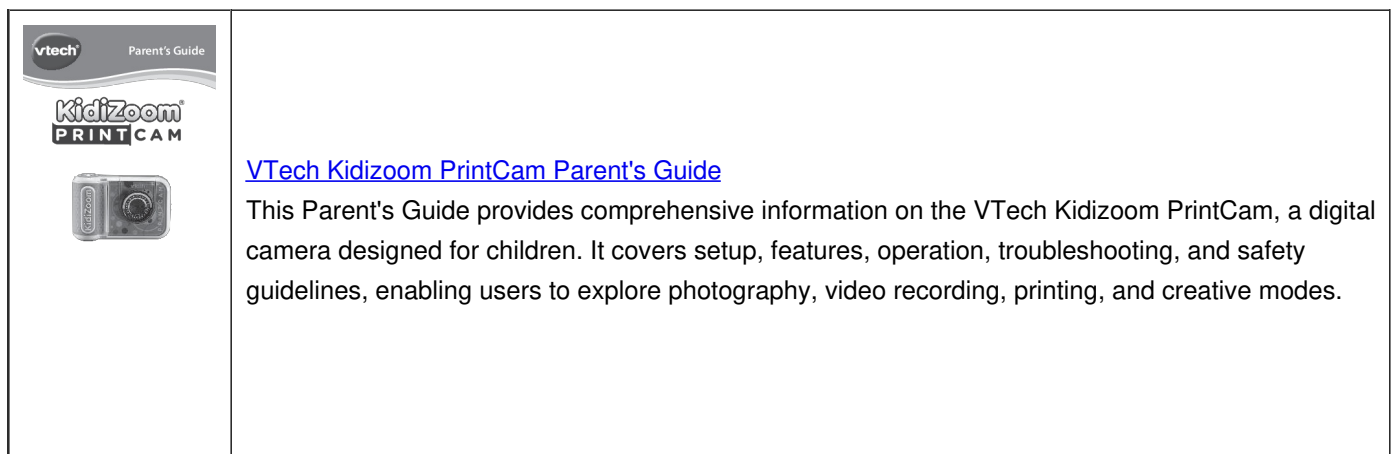 vtech
Parent's Guide
KidiZoom®
PRINT CAM
KidiZoom
VTech Kidizoom PrintCam Parent's Guide
This Parent's Guide provides comprehensive information on the VTech Kidizoom PrintCam, a digital
camera designed for children. It covers setup, features, operation, troubleshooting, and safety
guidelines, enabling users to explore photography, video recording, printing, and creative modes.